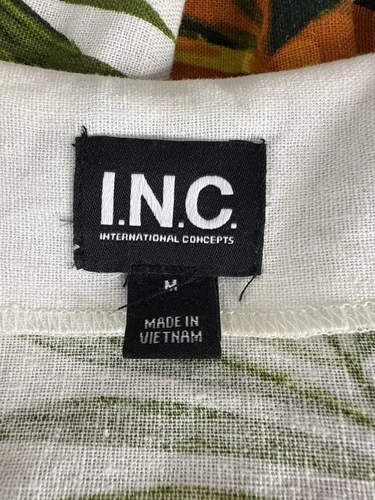 I.N.C.
INTERNATIONAL CONCEPTS
M
MADE IN
VIETNAM